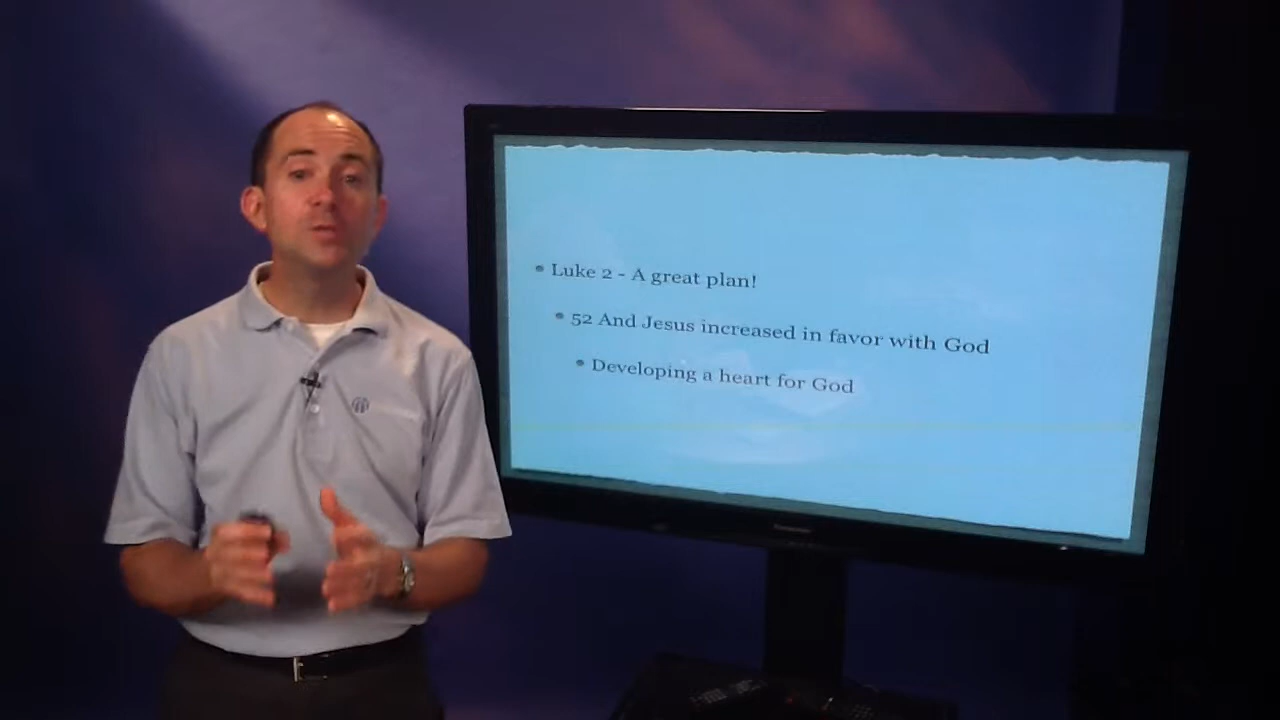 • Luke 2 - A great plan!
• 52 And Jesus increased in favor with God
• Developing a heart for God